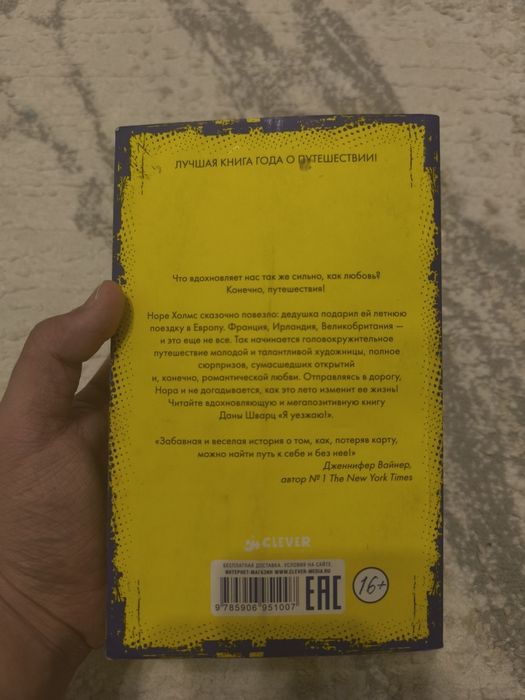 ЛУЧШАЯ КНИГА ГОДА О ПУТЕШЕСТВИИ!
Что вдохновляет нас так же сильно, как любовь?
Конечно, путешествия!
Норе Холмс сказочно повезло: дедушка подарил ей летнюю
поездку в Европу. Франция, Ирландия, Великобритания —
и это еще не все. Так начинается головокружительное
путешествие молодой и талантливой художницы, полное
сюрпризов, сумасшедших открытий
и, конечно, романтической любви. Отправляясь в дорогу,
Нора и не догадывается, как это лето изменит ее жизнь!
Читайте вдохновляющую и мегапозитивную книгу
Даны Шварц «Я уезжаю!».
«Забавная и веселая история о том, как, потеряв карту,
можно найти путь к себе и без нее!»
Дженнифер Вайнер,
автор № 1 The New York Times
CLEVER
БЕСПЛАТНАЯ ДОСТАВКА. УСЛОВИЯ НА САЙТЕ.
ИНТЕРНЕТ-МАГАЗИН WWW.CLEVER-MEDIA.RU
9 785906 951007
EAC
16+